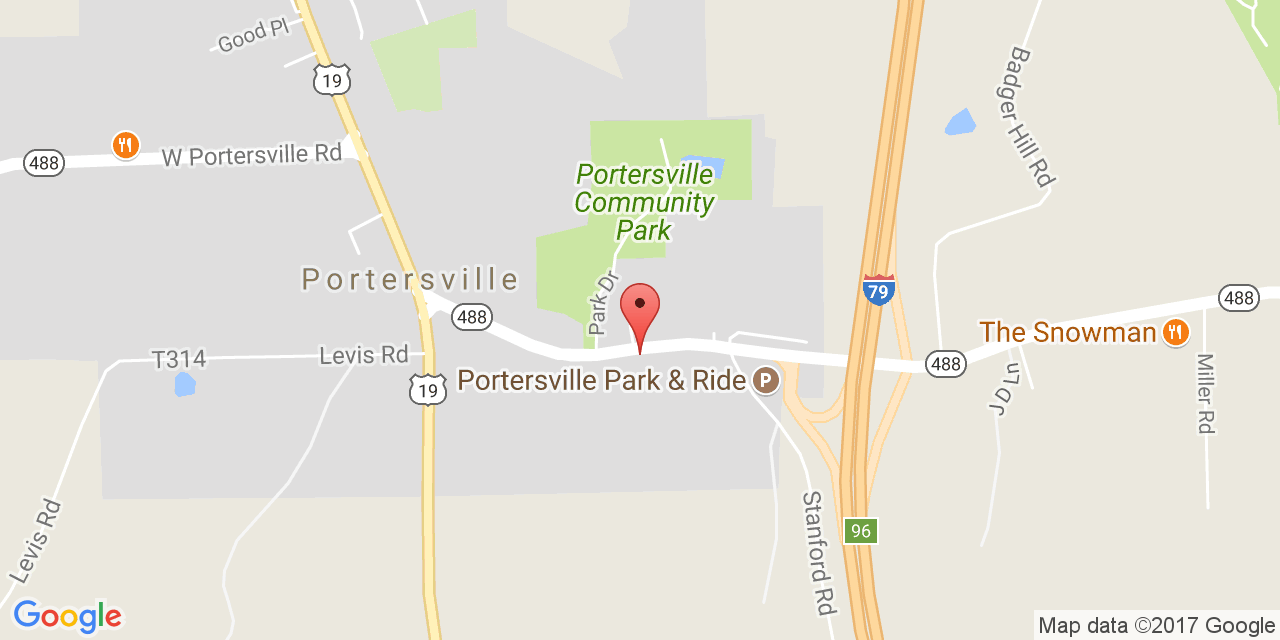 Good Pl
19
Badger Hill Rd
488
W Portersville Rd
Portersville
Community
Park
Portersville
Park Dr
488
79
488
The Snowman
T314
Levis Rd
19
Portersville Park & Ride
P
488
J D Ln
Miller Rd
Levis Rd
Stanford Rd
96
Google
Map data ©2017 Google